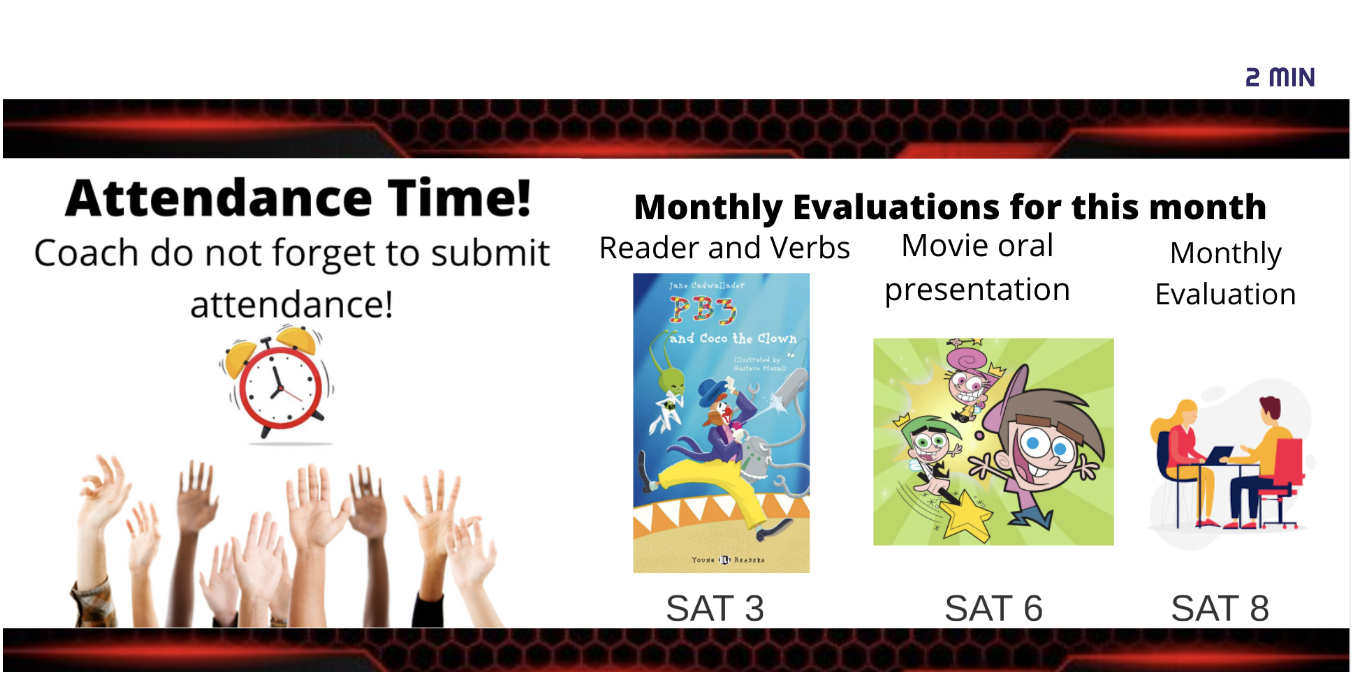 2 MIN
Attendance Time!
Coach do not forget to submit
attendance!
Monthly Evaluations for this month
Reader and Verbs
Jane Cadwallader
PB3
and Coco the Clown
Illustrated by
Gustavo Mazali
YOUNG ELI READERS
SAT 3
Movie oral
presentation
SAT 6
Monthly
Evaluation
SAT 8